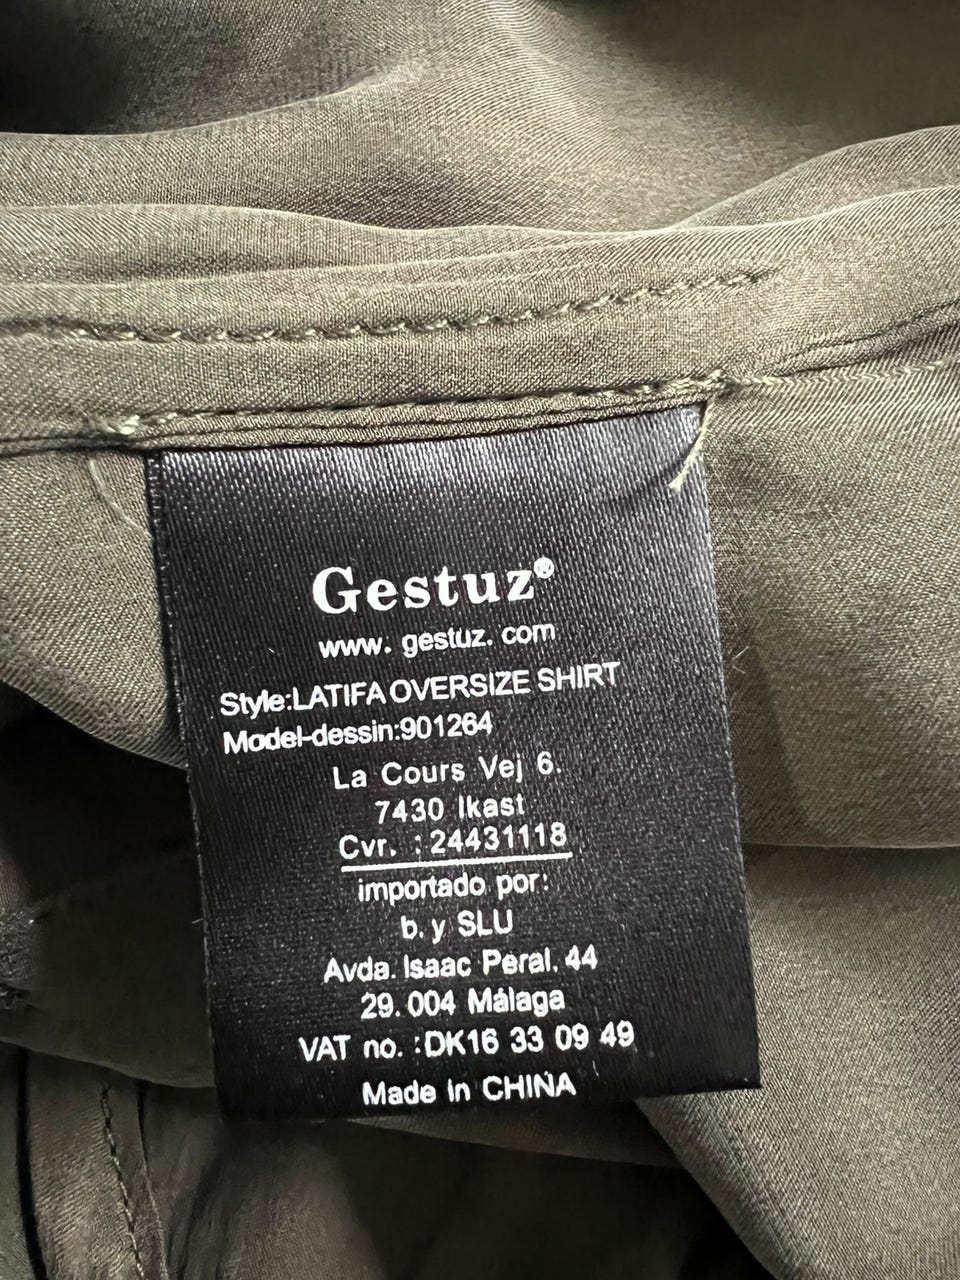 Gestuz®
www. gestuz. com
Style:LATIFA OVERSIZE SHIRT
Model-dessin:901264
La Cours Vej 6.
7430 Ikast
Cvr. : 24431118
importado por:
b. y SLU
Avda. Isaac Peral. 44
29. 004 Málaga
VAT no. :DK16 33 09 49
Made In CHINA